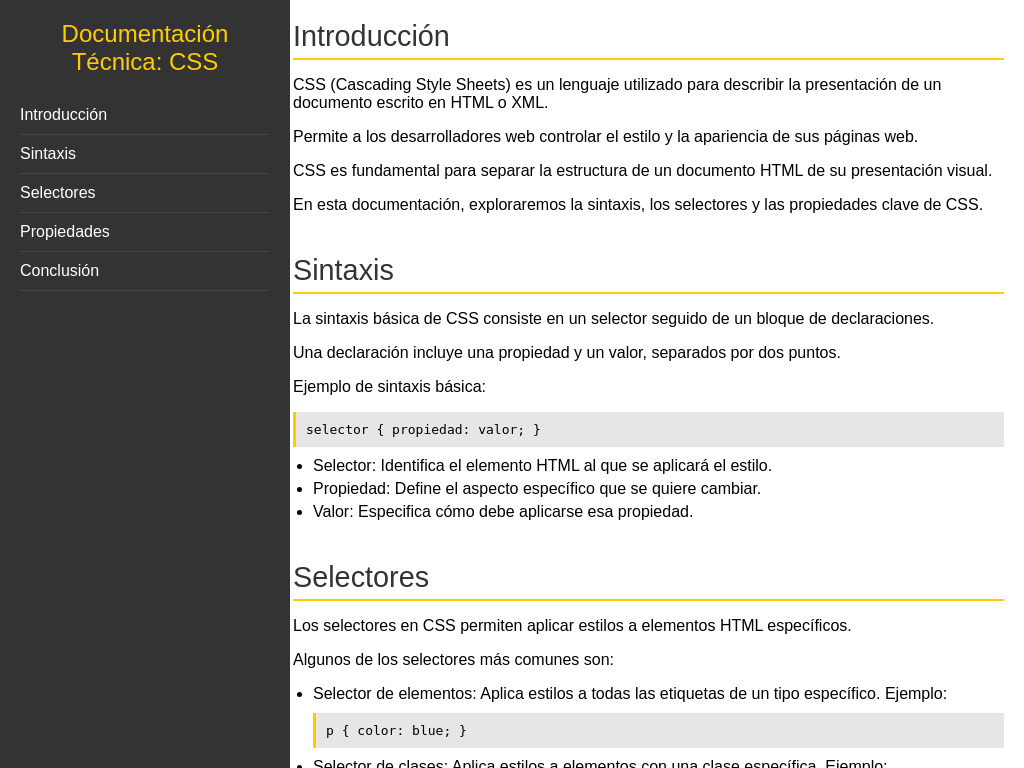 Documentación
Técnica: CSS
Introducción
Sintaxis
Selectores
Propiedades
Conclusión
Introducción
CSS (Cascading Style Sheets) es un lenguaje utilizado para describir la presentación de un
documento escrito en HTML o XML.
Permite a los desarrolladores web controlar el estilo y la apariencia de sus páginas web.
CSS es fundamental para separar la estructura de un documento HTML de su presentación visual.
En esta documentación, exploraremos la sintaxis, los selectores y las propiedades clave de CSS.
Sintaxis
La sintaxis básica de CSS consiste en un selector seguido de un bloque de declaraciones.
Una declaración incluye una propiedad y un valor, separados por dos puntos.
Ejemplo de sintaxis básica:
selector { propiedad: valor; }
• Selector: Identifica el elemento HTML al que se aplicará el estilo.
• Propiedad: Define el aspecto específico que se quiere cambiar.
• Valor: Especifica cómo debe aplicarse esa propiedad.
Selectores
Los selectores en CSS permiten aplicar estilos a elementos HTML específicos.
Algunos de los selectores más comunes son:
• Selector de elementos: Aplica estilos a todas las etiquetas de un tipo específico. Ejemplo:
p { color: blue; }
• Selector de clases: Aplica estilos a elementos con una clase específica. Ejemplo: